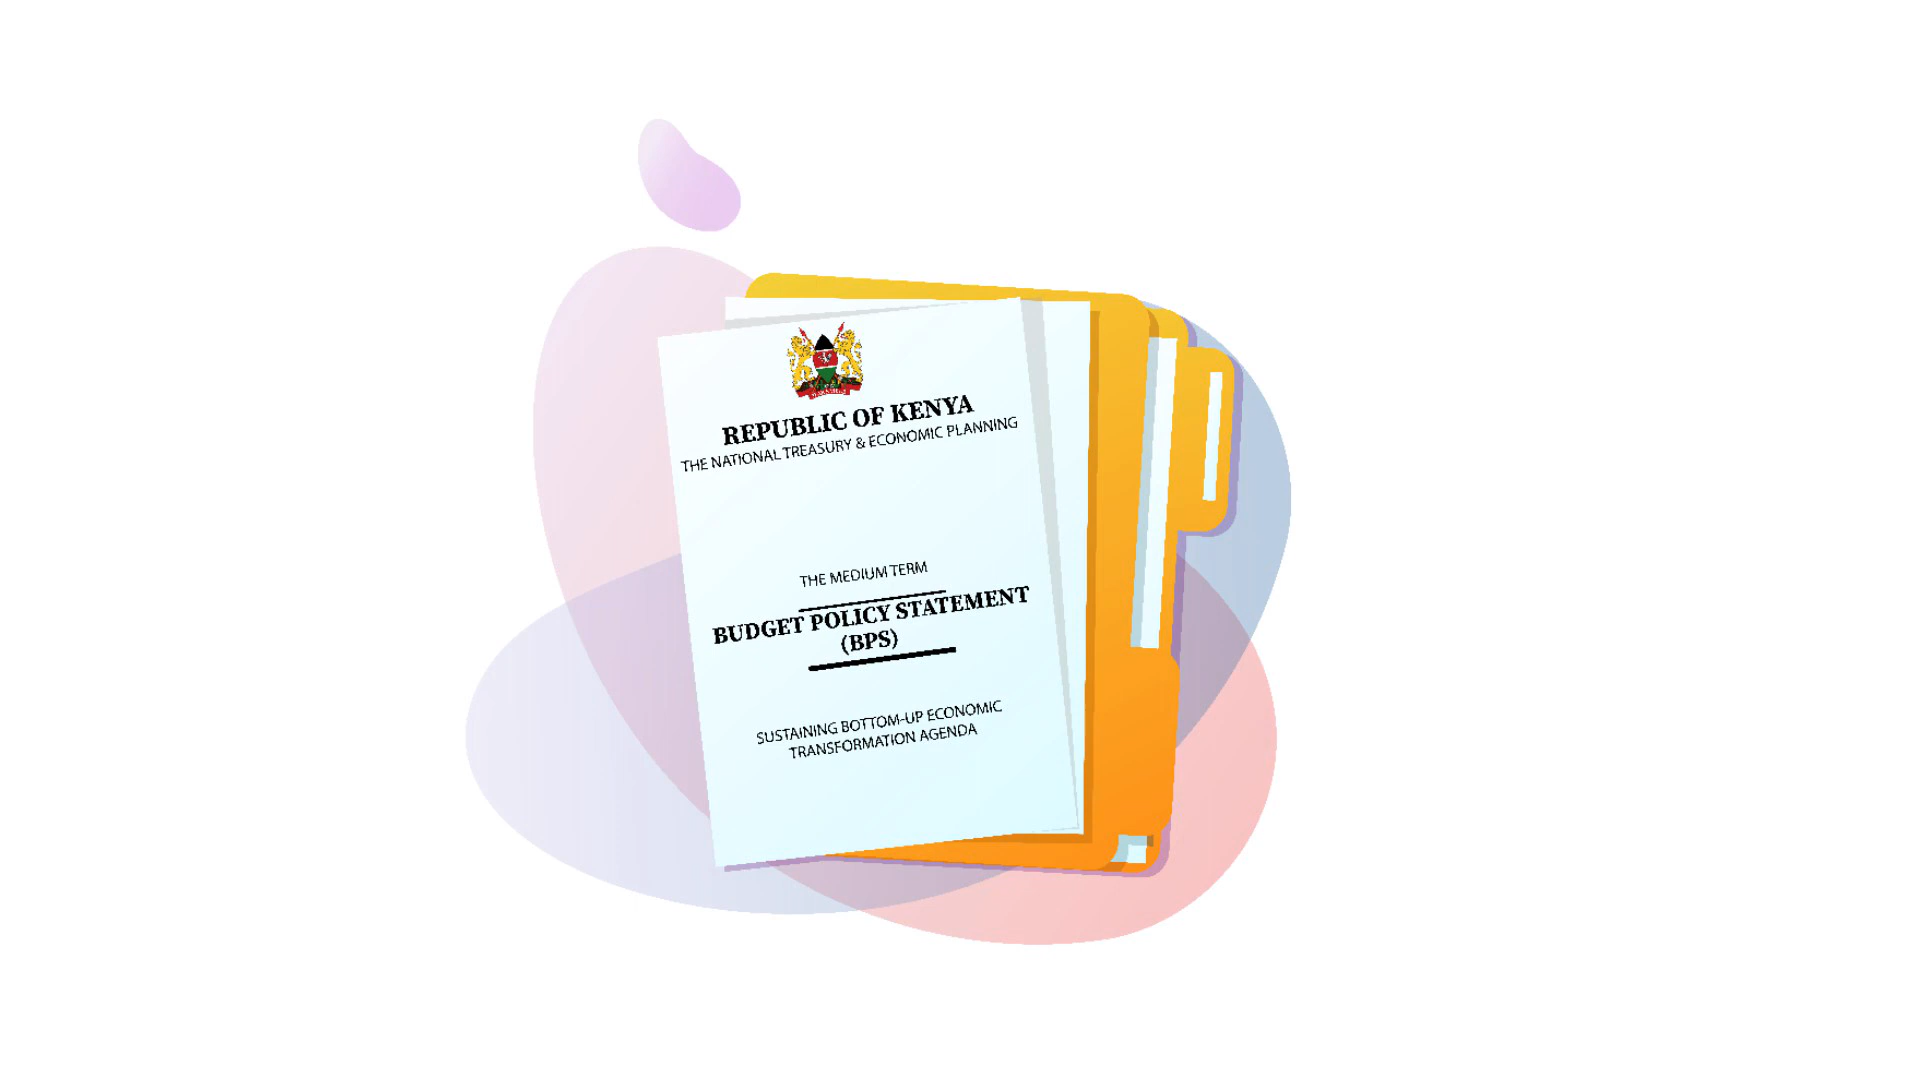 REPUBLIC OF KENYA
THE NATIONAL TREASURY & ECONOMIC PLANNING
THE MEDIUM TERM
BUDGET POLICY STATEMENT
(BPS)
SUSTAINING BOTTOM-UP ECONOMIC
TRANSFORMATION AGENDA